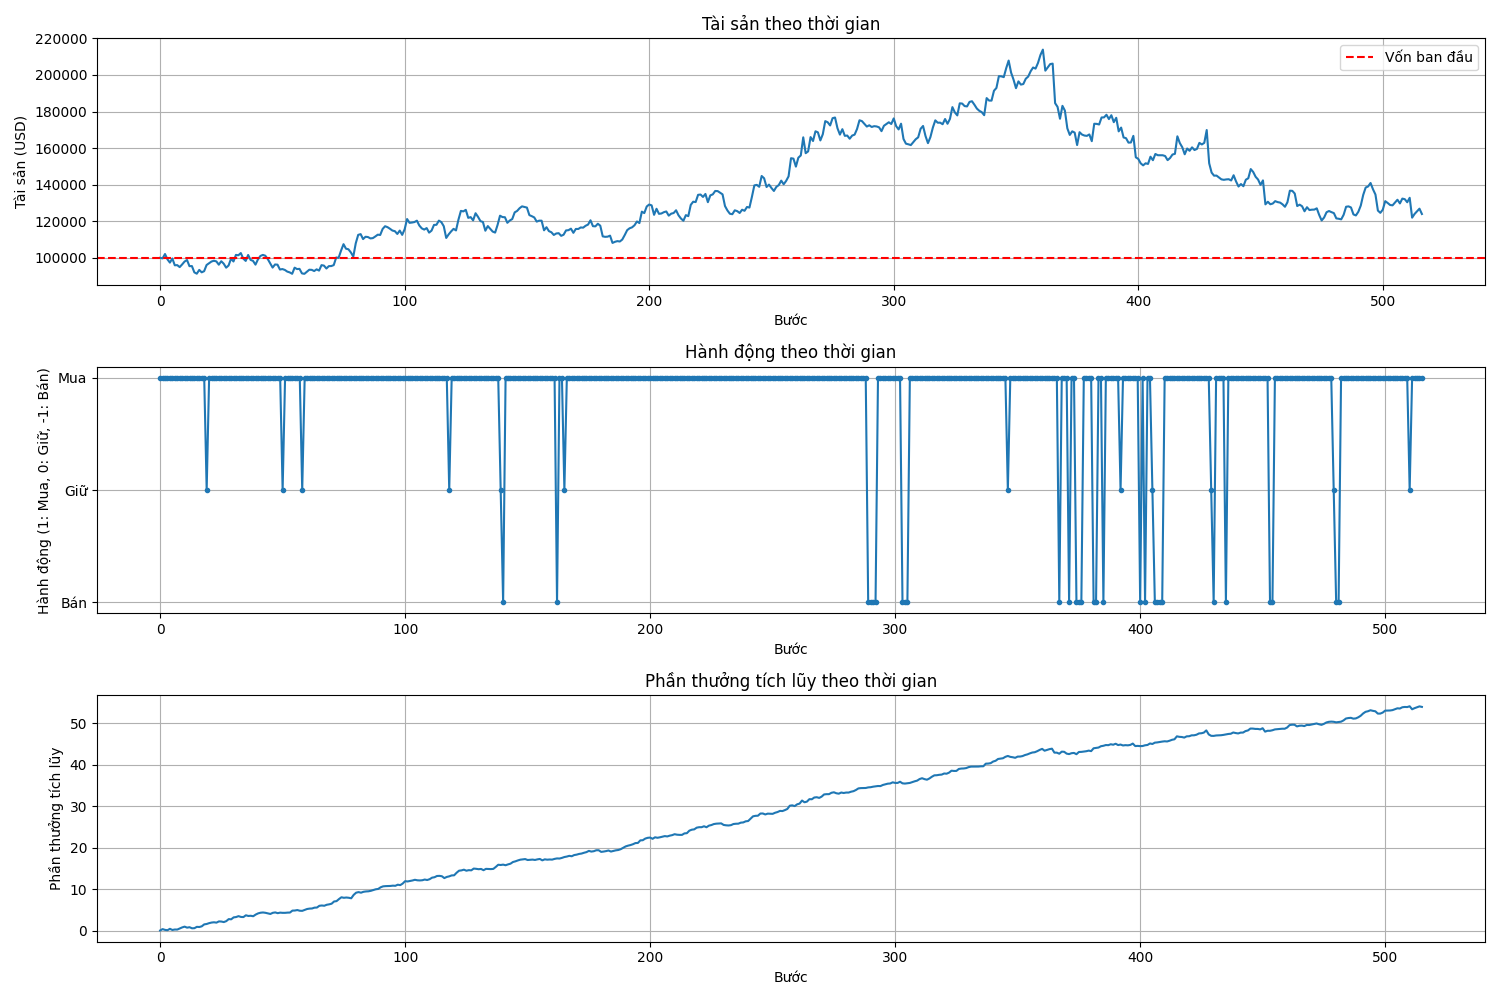 Tài sản theo thời gian
220000
200000
180000
160000
140000
120000
100000
Tài sản (USD)
Vốn ban đầu
0 100 200 300 400 500
Bước
Hành động theo thời gian
Mua
Giữ
Bán
Hành động (1: Mua, 0: Giữ, -1: Bán)
0 100 200 300 400 500
Bước
Phần thưởng tích lũy theo thời gian
50
40
30
20
10
0
Phần thưởng tích lũy
0 100 200 300 400 500
Bước